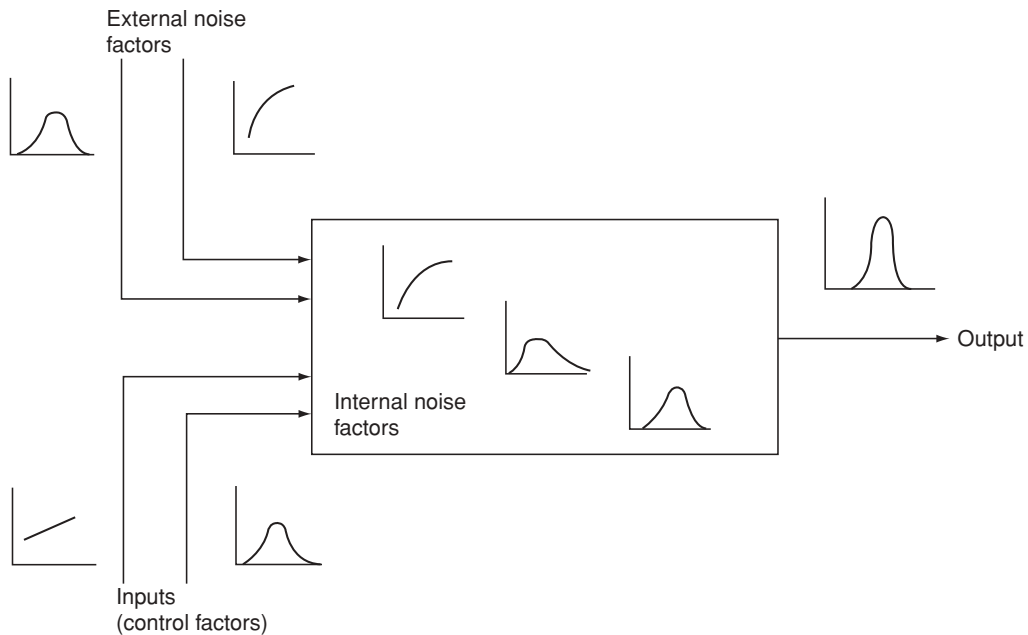 External noise
factors
Internal noise
factors
Output
Inputs
(control factors)